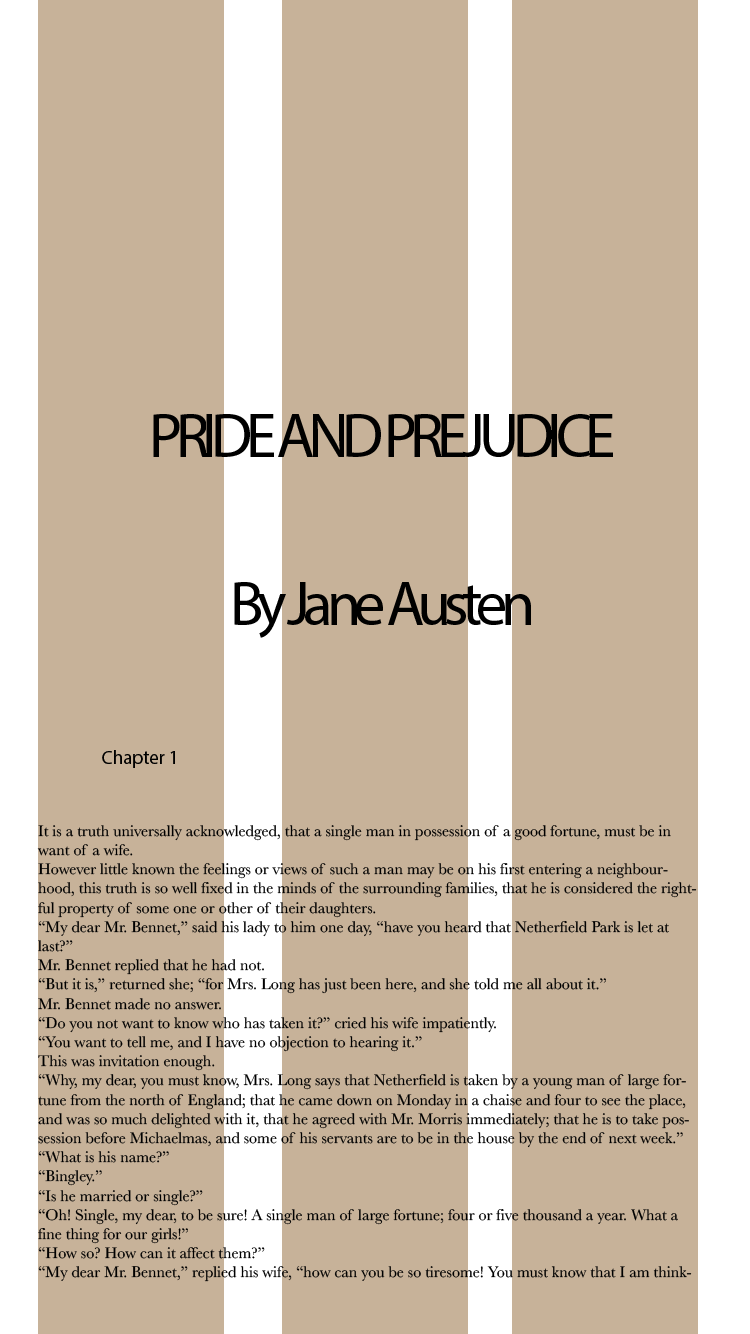 PRIDE AND PREJUDICE
By Jane Austen
Chapter 1
It is a truth universally acknowledged, that a single man in possession of a good fortune, must be in
want of a wife.
However little known the feelings or views of such a man may be on his first entering a neighbour-
hood, this truth is so well fixed in the minds of the surrounding families, that he is considered the right-
ful property of some one or other of their daughters.
“My dear Mr. Bennet,” said his lady to him one day, “have you heard that Netherfield Park is let at
last?”
Mr. Bennet replied that he had not.
“But it is,” returned she; “for Mrs. Long has just been here, and she told me all about it.”
Mr. Bennet made no answer.
“Do you not want to know who has taken it?” cried his wife impatiently.
“You want to tell me, and I have no objection to hearing it.”
This was invitation enough.
“Why, my dear, you must know, Mrs. Long says that Netherfield is taken by a young man of large for-
tune from the north of England; that he came down on Monday in a chaise and four to see the place,
and was so much delighted with it, that he agreed with Mr. Morris immediately; that he is to take pos-
session before Michaelmas, and some of his servants are to be in the house by the end of next week.”
“What is his name?”
“Bingley.”
“Is he married or single?”
“Oh! Single, my dear, to be sure! A single man of large fortune; four or five thousand a year. What a
fine thing for our girls!”
“How so? How can it affect them?”
“My dear Mr. Bennet,” replied his wife, “how can you be so tiresome! You must know that I am think-